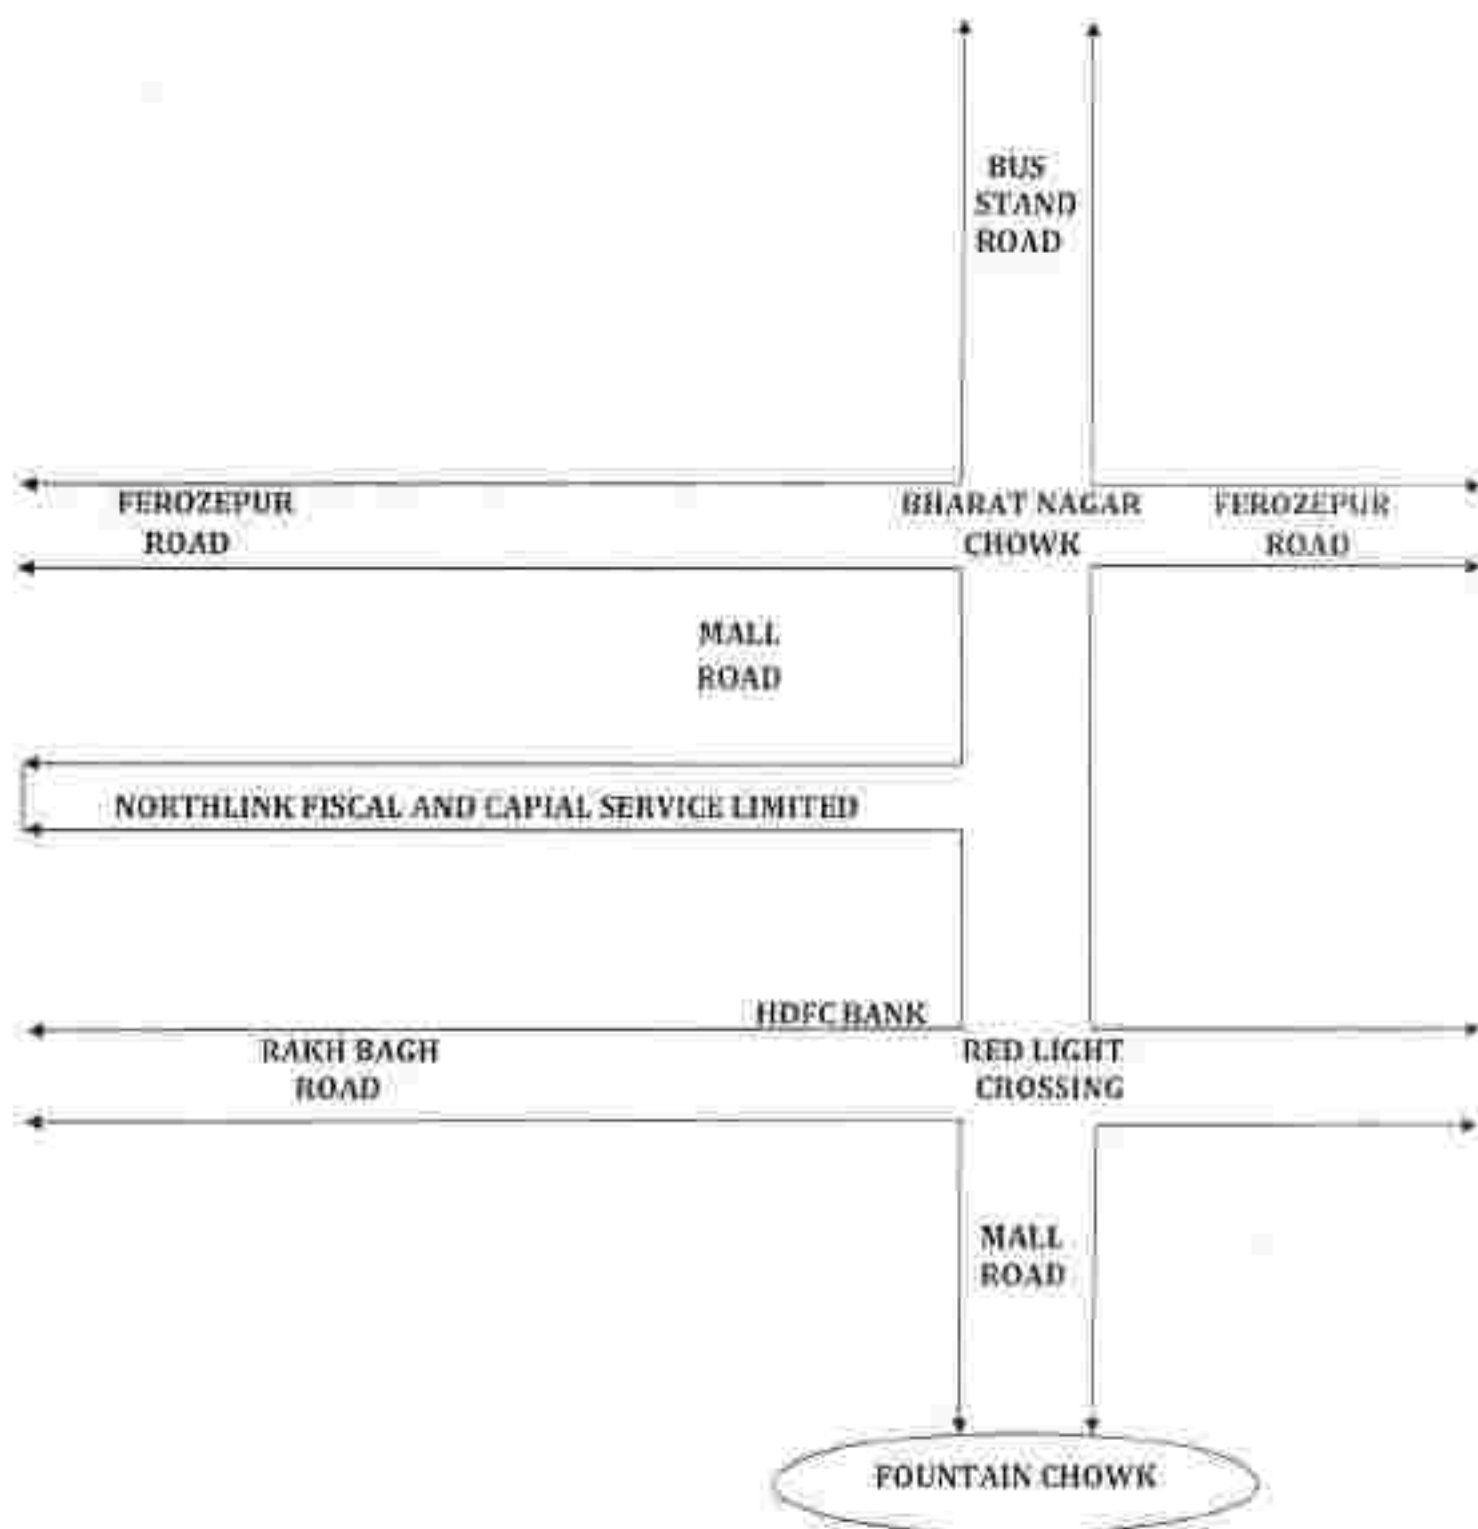 BUS
STAND
ROAD
FEROZEPUR
ROAD
BHARAT NAGAR
CHOWK
FEROZEPUR
ROAD
MALL
ROAD
NORTHLINK FISCAL AND CAPIAL SERVICE LIMITED
HDFC BANK
RAKH BAGH
ROAD
RED LIGHT
CROSSING
MALL
ROAD
FOUNTAIN CHOWK